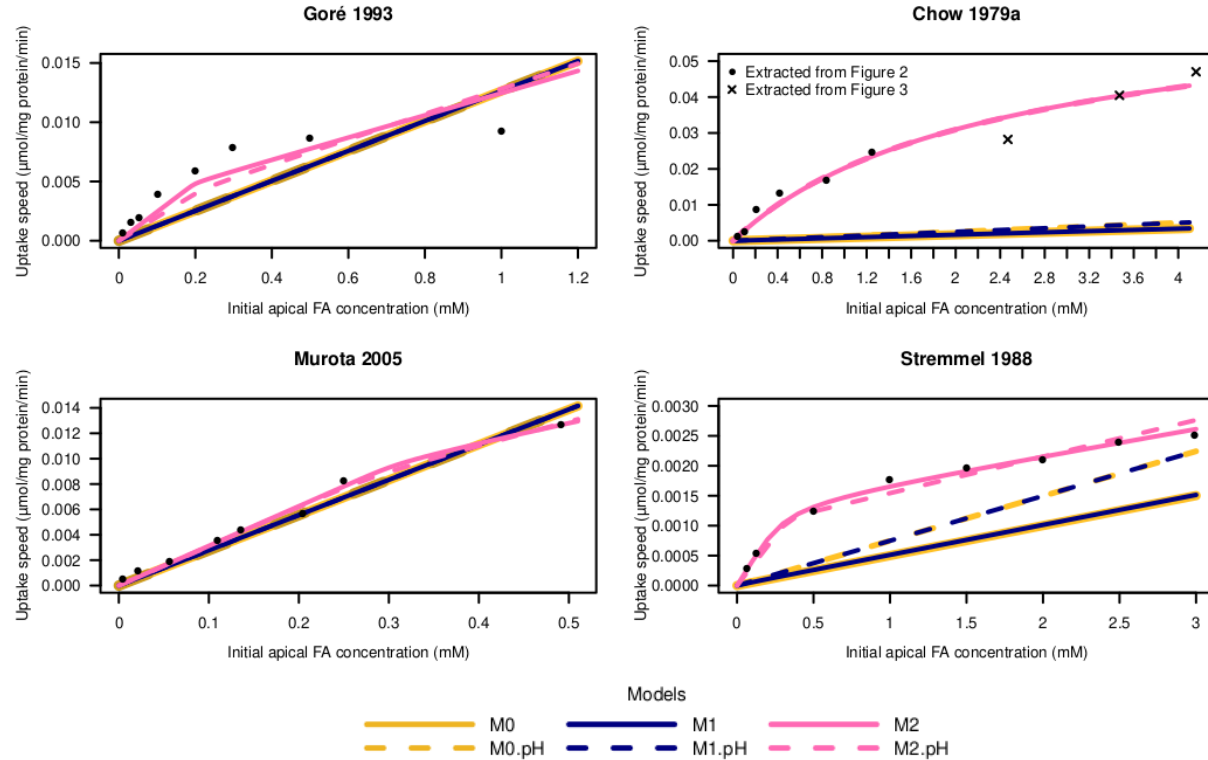 Goré 1993
Uptake speed (µmol/mg protein/min)
0.015
0.010
0.005
0.000
0 0.2 0.4 0.6 0.8 1 1.2
Initial apical FA concentration (mM)
Chow 1979a
Uptake speed (µmol/mg protein/min)
0.05
0.04
0.03
0.02
0.01
0.00
Extracted from Figure 2
Extracted from Figure 3
0 0.4 0.8 1.2 1.6 2 2.4 2.8 3.2 3.6 4
Initial apical FA concentration (mM)
Murota 2005
Uptake speed (µmol/mg protein/min)
0.014
0.012
0.010
0.008
0.006
0.004
0.002
0.000
0 0.1 0.2 0.3 0.4 0.5
Initial apical FA concentration (mM)
Stremmel 1988
Uptake speed (µmol/mg protein/min)
0.0030
0.0025
0.0020
0.0015
0.0010
0.0005
0.0000
0 0.5 1 1.5 2 2.5 3
Initial apical FA concentration (mM)
Models
M0 M1 M2
M0.pH M1.pH M2.pH